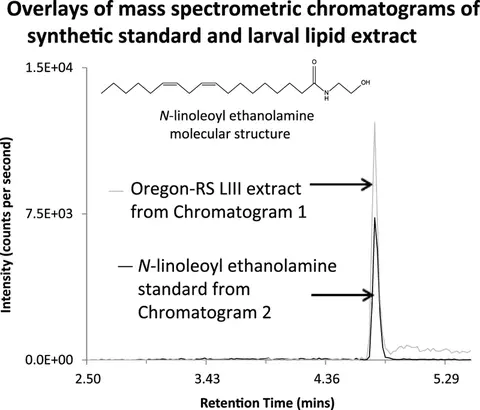 Overlays of mass spectrometric chromatograms of
synthetic standard and larval lipid extract
1.5E+04
O
OH
N
H
N-linoleoyl ethanolamine
molecular structure
Oregon-RS LIII extract
from Chromatogram 1
7.5E+03
N-linoleoyl ethanolamine
standard from
Chromatogram 2
0.0E+00
2.50 3.43 4.36 5.29
Retention Time (mins)
Intensity (counts per second)